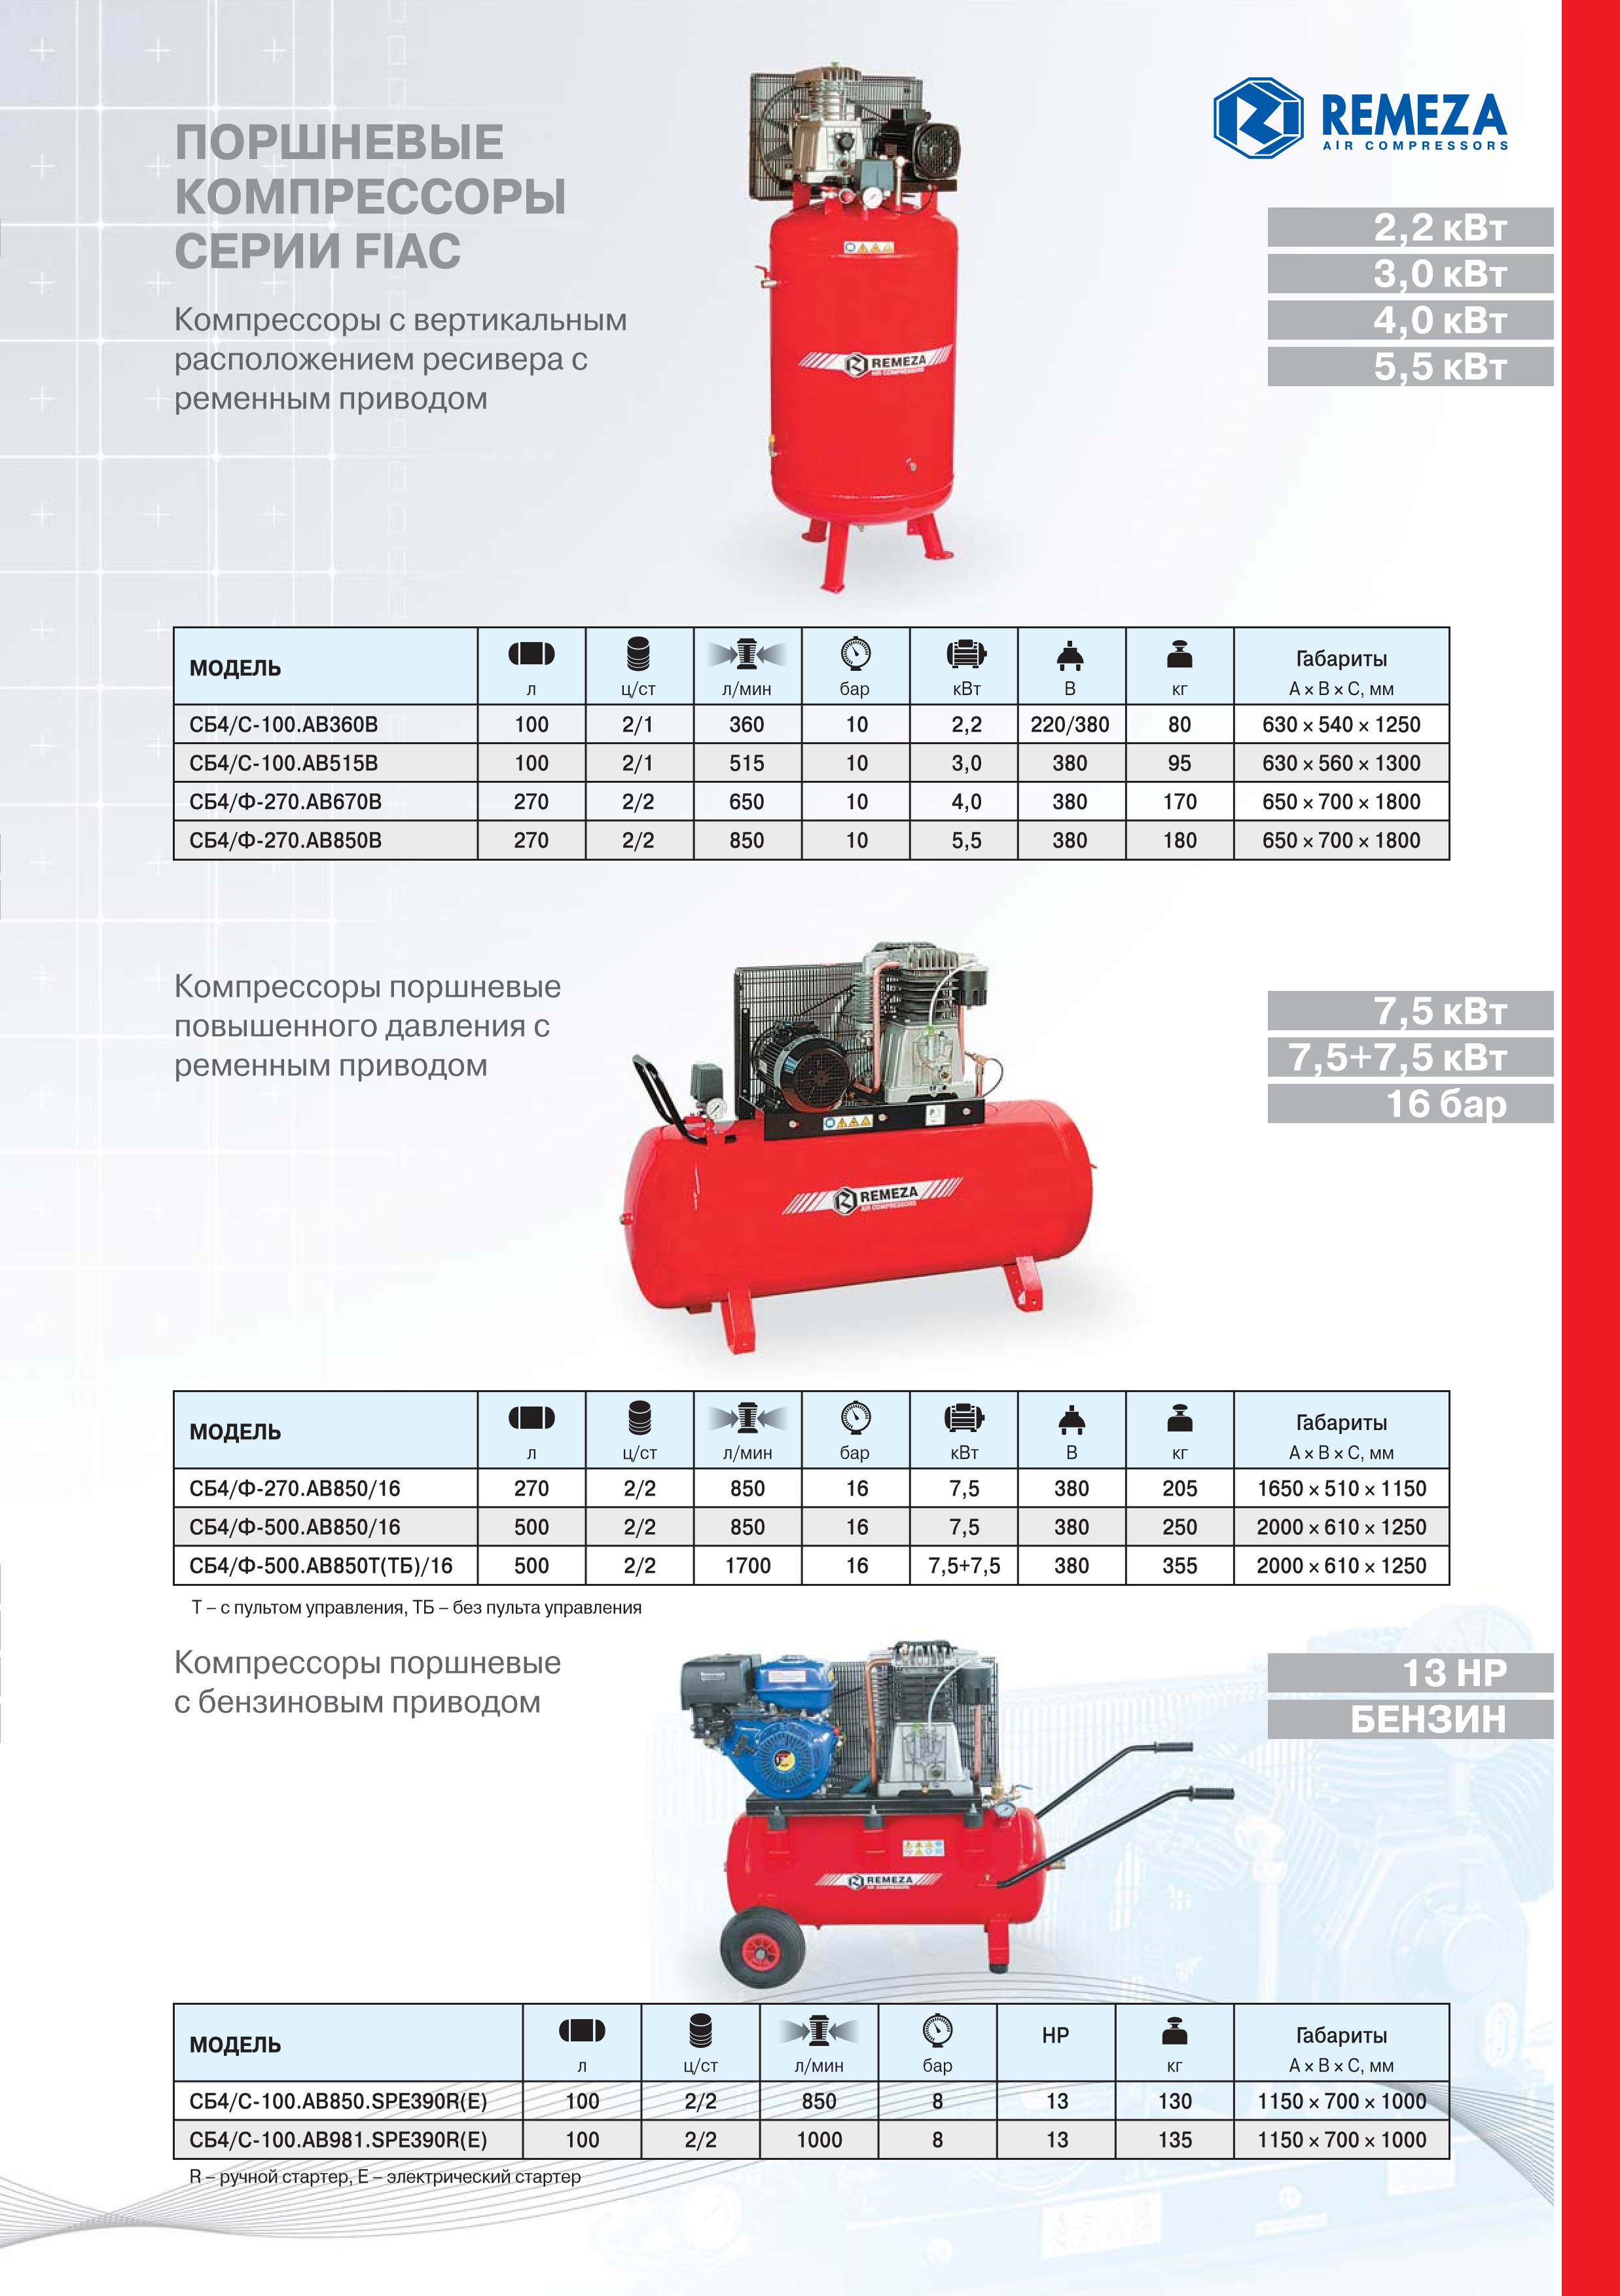 ПОРШНЕВЫЕ
КОМПРЕССОРЫ
СЕРИИ FIAC
REMEZA
AIR COMPRESSORS
Компрессоры с вертикальным
расположением ресивера с
ременным приводом
2,2 кВт
3,0 кВт
4,0 кВт
5,5 кВт
REMEZA
AIR COMPRESSORS
МОДЕЛЬ л ц/ст л/мин бар кВт В кг Габариты А × В × С, мм
СБ4/С-100.АВ360В 100 2/1 360 10 2,2 220/380 80 630 × 540 × 1250
СБ4/С-100.АВ515В 100 2/1 515 10 3,0 380 95 630 × 560 × 1300
СБ4/Ф-270.АВ670В 270 2/2 650 10 4,0 380 170 650 × 700 × 1800
СБ4/Ф-270.АВ850В 270 2/2 850 10 5,5 380 180 650 × 700 × 1800
Компрессоры поршневые
повышенного давления с
ременным приводом
7,5 кВт
7,5+7,5 кВт
16 бар
REMEZA
AIR COMPRESSORS
МОДЕЛЬ л ц/ст л/мин бар кВт В кг Габариты А × В × С, мм
СБ4/Ф-270.АВ850/16 270 2/2 850 16 7,5 380 205 1650 × 510 × 1150
СБ4/Ф-500.АВ850/16 500 2/2 850 16 7,5 380 250 2000 × 610 × 1250
СБ4/Ф-500.АВ850Т(ТБ)/16 500 2/2 1700 16 7,5+7,5 380 355 2000 × 610 × 1250
Т – с пультом управления, ТБ – без пульта управления
Компрессоры поршневые
с бензиновым приводом
13 HP
БЕНЗИН
REMEZA
AIR COMPRESSORS
МОДЕЛЬ л ц/ст л/мин бар HP кг Габариты А × В × С, мм
СБ4/С-100.АВ850.SPE390R(E) 100 2/2 850 8 13 130 1150 × 700 × 1000
СБ4/С-100.АВ981.SPE390R(E) 100 2/2 1000 8 13 135 1150 × 700 × 1000
R – ручной стартер, E – электрический стартер